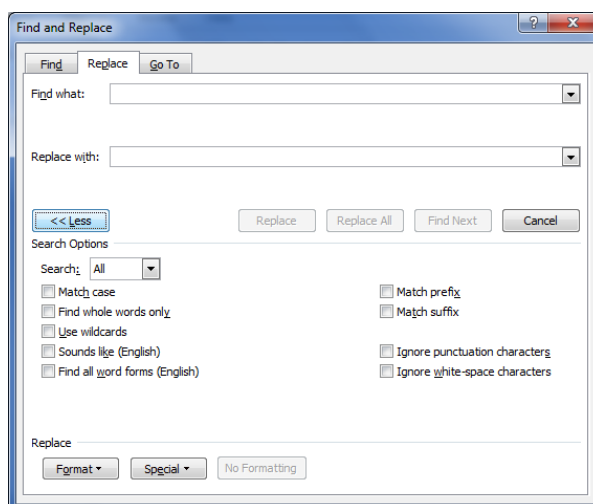 Find and Replace
?
X
Find
Replace
Go To
Find what:
Replace with:
<< Less
Replace
Replace All
Find Next
Cancel
Search Options
Search: All
Match case
Match prefix
Find whole words only
Match suffix
Use wildcards
Sounds like (English)
Ignore punctuation characters
Find all word forms (English)
Ignore white-space characters
Replace
Format
Special
No Formatting